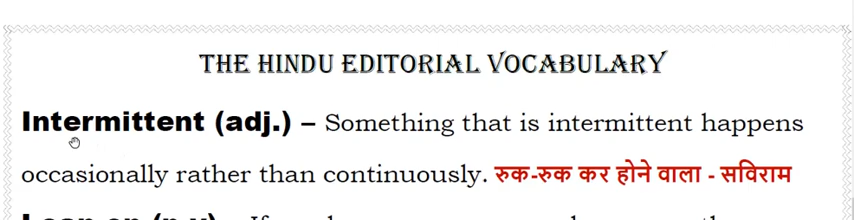 THE HINDU EDITORIAL VOCABULARY
Intermittent (adj.) – Something that is intermittent happens
occasionally rather than continuously. रुक-रुक कर होने वाला - सविराम